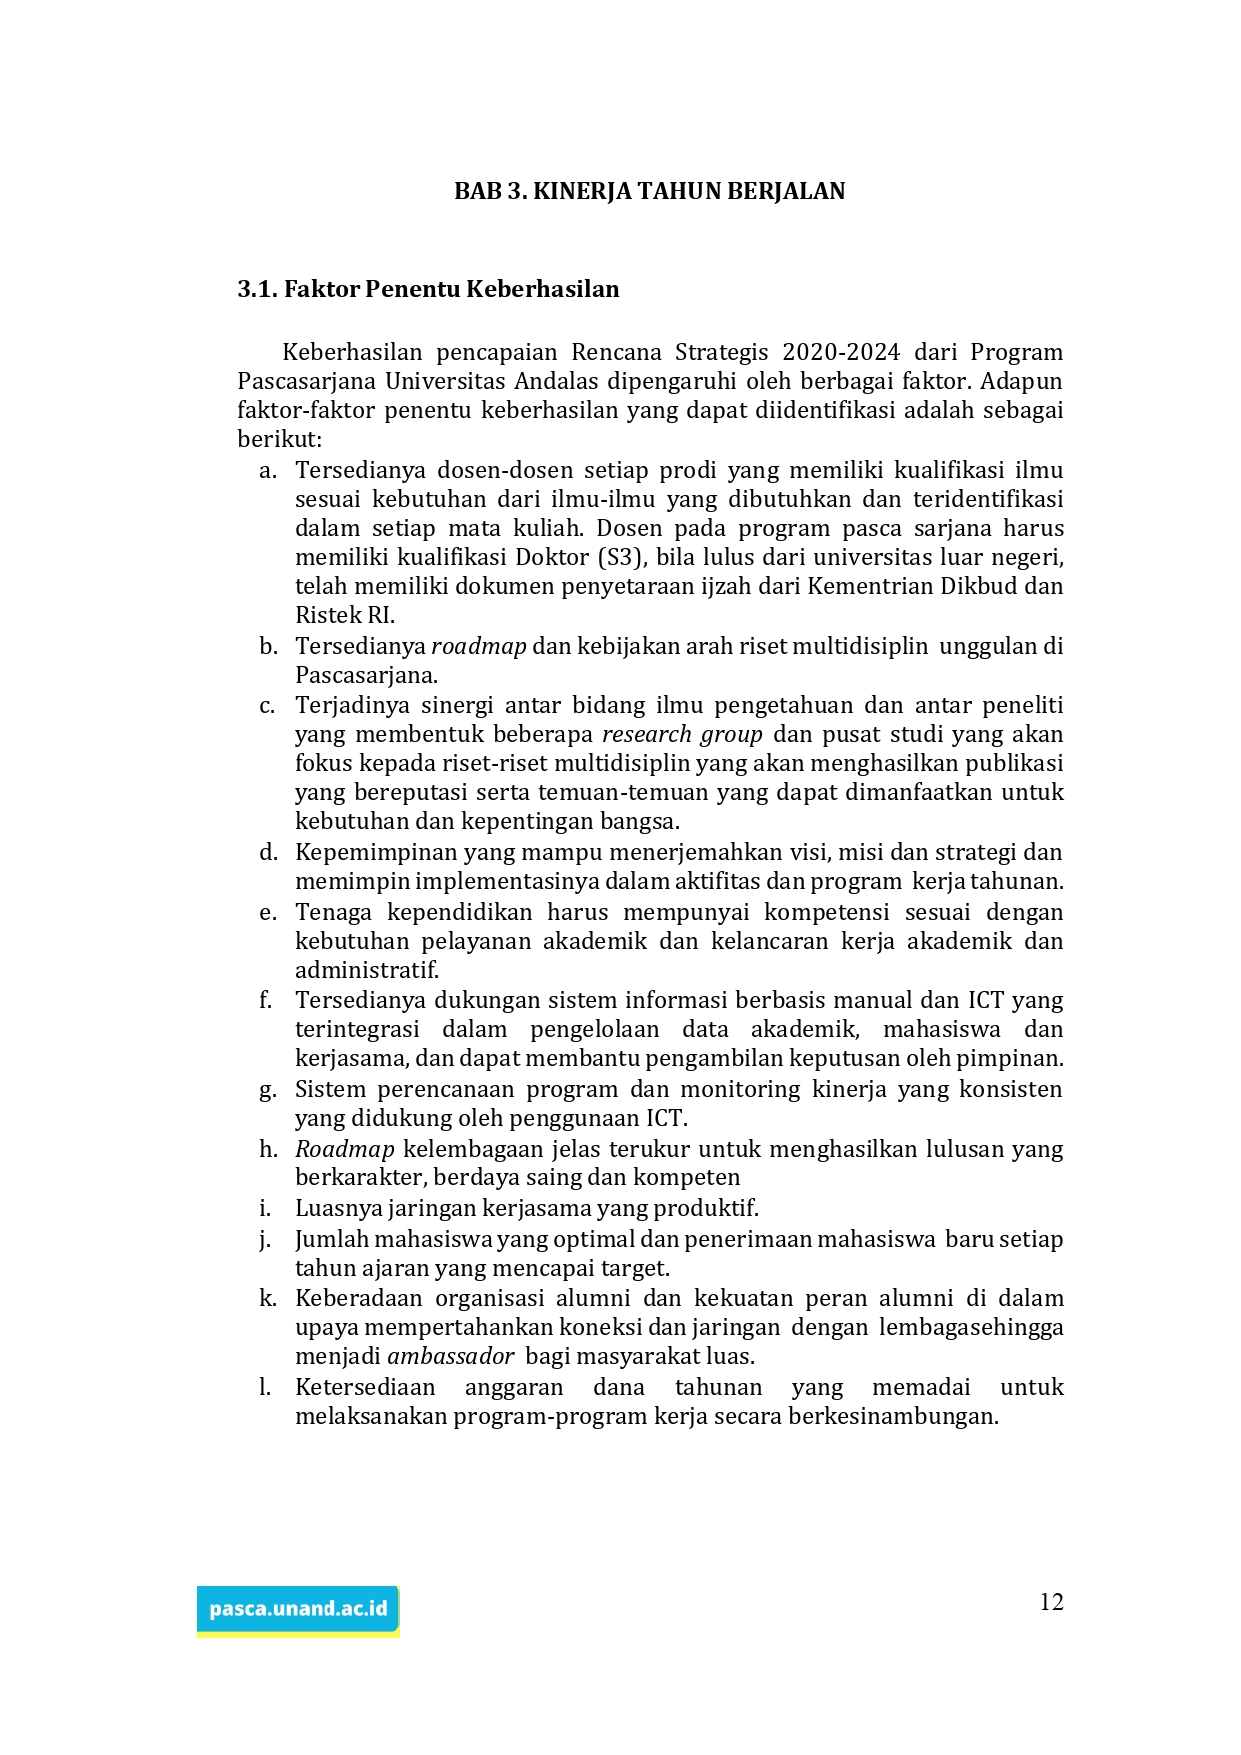 BAB 3. KINERJA TAHUN BERJALAN
3.1. Faktor Penentu Keberhasilan
Keberhasilan pencapaian Rencana Strategis 2020-2024 dari Program
Pascasarjana Universitas Andalas dipengaruhi oleh berbagai faktor. Adapun
faktor-faktor penentu keberhasilan yang dapat diidentifikasi adalah sebagai
berikut:
a. Tersedianya dosen-dosen setiap prodi yang memiliki kualifikasi ilmu
sesuai kebutuhan dari ilmu-ilmu yang dibutuhkan dan teridentifikasi
dalam setiap mata kuliah. Dosen pada program pasca sarjana harus
memiliki kualifikasi Doktor (S3), bila lulus dari universitas luar negeri,
telah memiliki dokumen penyetaraan ijzah dari Kementrian Dikbud dan
Ristek RI.
b. Tersedianya roadmap dan kebijakan arah riset multidisiplin unggulan di
Pascasarjana.
c. Terjadinya sinergi antar bidang ilmu pengetahuan dan antar peneliti
yang membentuk beberapa research group dan pusat studi yang akan
fokus kepada riset-riset multidisiplin yang akan menghasilkan publikasi
yang bereputasi serta temuan-temuan yang dapat dimanfaatkan untuk
kebutuhan dan kepentingan bangsa.
d. Kepemimpinan yang mampu menerjemahkan visi, misi dan strategi dan
memimpin implementasinya dalam aktifitas dan program kerja tahunan.
e. Tenaga kependidikan harus mempunyai kompetensi sesuai dengan
kebutuhan pelayanan akademik dan kelancaran kerja akademik dan
administratif.
f. Tersedianya dukungan sistem informasi berbasis manual dan ICT yang
terintegrasi dalam pengelolaan data akademik, mahasiswa dan
kerjasama, dan dapat membantu pengambilan keputusan oleh pimpinan.
g. Sistem perencanaan program dan monitoring kinerja yang konsisten
yang didukung oleh penggunaan ICT.
h. Roadmap kelembagaan jelas terukur untuk menghasilkan lulusan yang
berkarakter, berdaya saing dan kompeten
i. Luasnya jaringan kerjasama yang produktif.
j. Jumlah mahasiswa yang optimal dan penerimaan mahasiswa baru setiap
tahun ajaran yang mencapai target.
k. Keberadaan organisasi alumni dan kekuatan peran alumni di dalam
upaya mempertahankan koneksi dan jaringan dengan lembagasehingga
menjadi ambassador bagi masyarakat luas.
l. Ketersediaan anggaran dana tahunan yang memadai untuk
melaksanakan program-program kerja secara berkesinambungan.
pasca.unand.ac.id
12